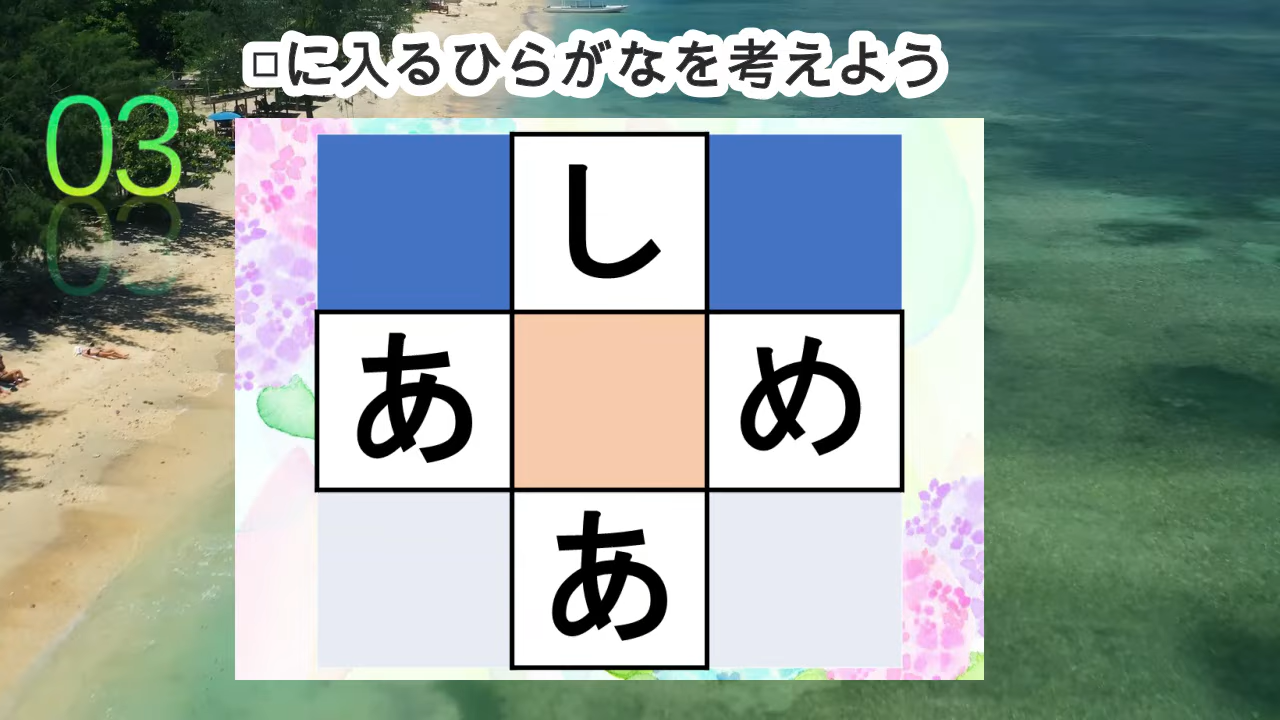 □に入るひらがなを考えよう
03
し
あ め
あ